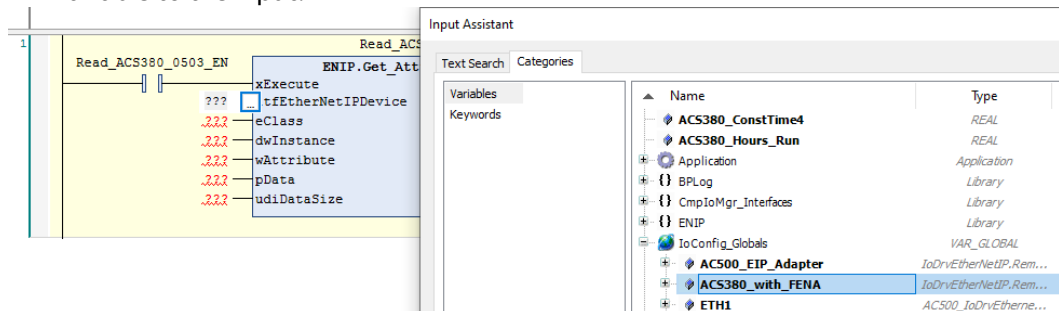 Input Assistant
1
Read_ACS
Read_ACS380_0503_EN
ENIP.Get_Att
xExecute
??? ... tfEtherNetIPDevice
??? eClass
??? dwInstance
??? wAttribute
??? pData
??? udiDataSize
Text Search Categories
Variables
Keywords
Name Type
ACS380_ConstTime4 REAL
ACS380_Hours_Run REAL
Application Application
{} BPLog Library
{} CmpIoMgr_Interfaces Library
{} ENIP Library
IoConfig_Globals VAR_GLOBAL
AC500_EIP_Adapter IoDrvEtherNetIP.Rem...
ACS380_with_FENA IoDrvEtherNetIP.Rem...
ETH1 AC500_IoDrvEtherne...